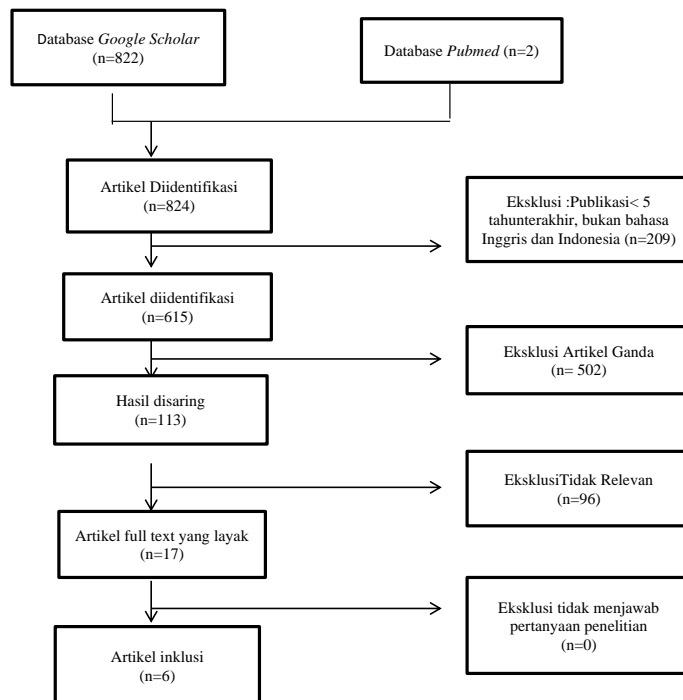 Database Google Scholar
(n=822)
Database Pubmed (n=2)
Artikel Diidentifikasi
(n=824)
Eksklusi :Publikasi< 5
tahunterakhir, bukan bahasa
Inggris dan Indonesia (n=209)
Artikel diidentifikasi
(n=615)
Eksklusi Artikel Ganda
(n= 502)
Hasil disaring
(n=113)
EksklusiTidak Relevan
(n=96)
Artikel full text yang layak
(n=17)
Eksklusi tidak menjawab
pertanyaan penelitian
(n=0)
Artikel inklusi
(n=6)